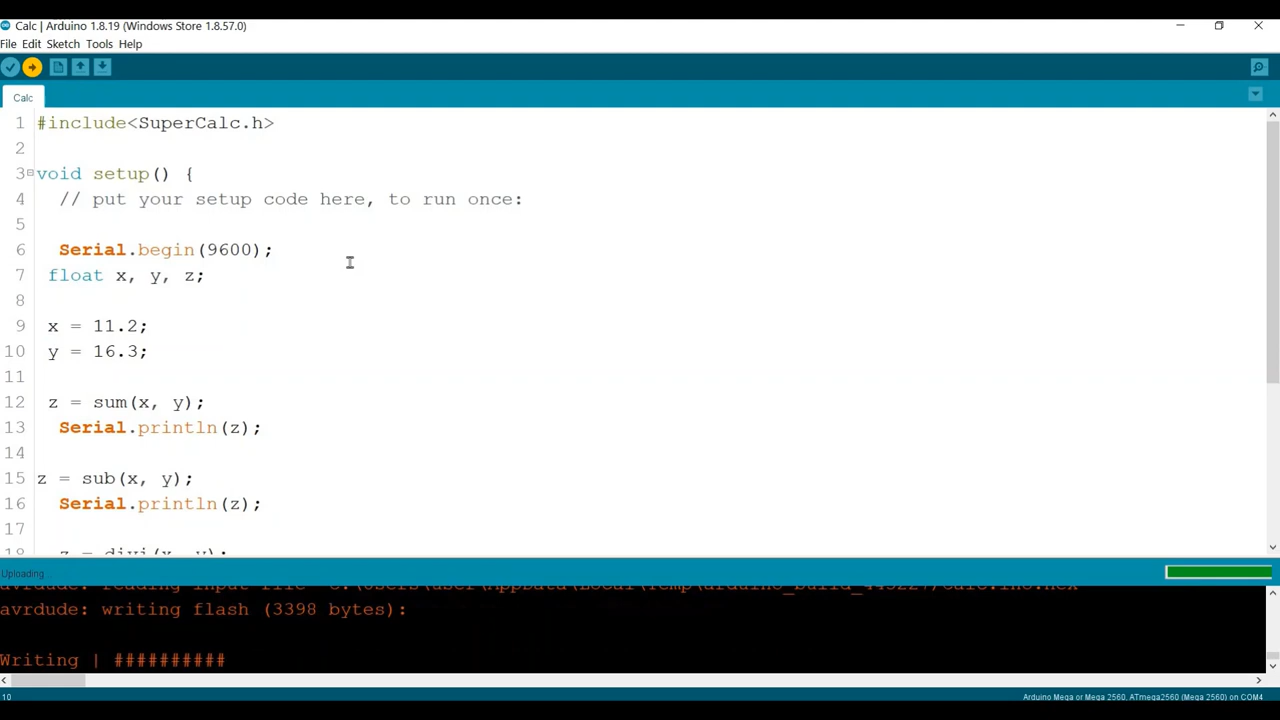 Calc | Arduino 1.8.19 (Windows Store 1.8.57.0)
File Edit Sketch Tools Help
Calc
1 #include<SuperCalc.h>
2
3 void setup() {
4 // put your setup code here, to run once:
5
6 Serial.begin(9600);
7 float x, y, z;
8
9 x = 11.2;
10 y = 16.3;
11
12 z = sum(x, y);
13 Serial.println(z);
14
15 z = sub(x, y);
16 Serial.println(z);
17
18 z = divi(x, y);
Uploading...
avrdude: reading input file
avrdude: writing flash (3398 bytes):
Writing | ##########
10
Arduino Mega or Mega 2560, ATmega2560 (Mega 2560) on COM4